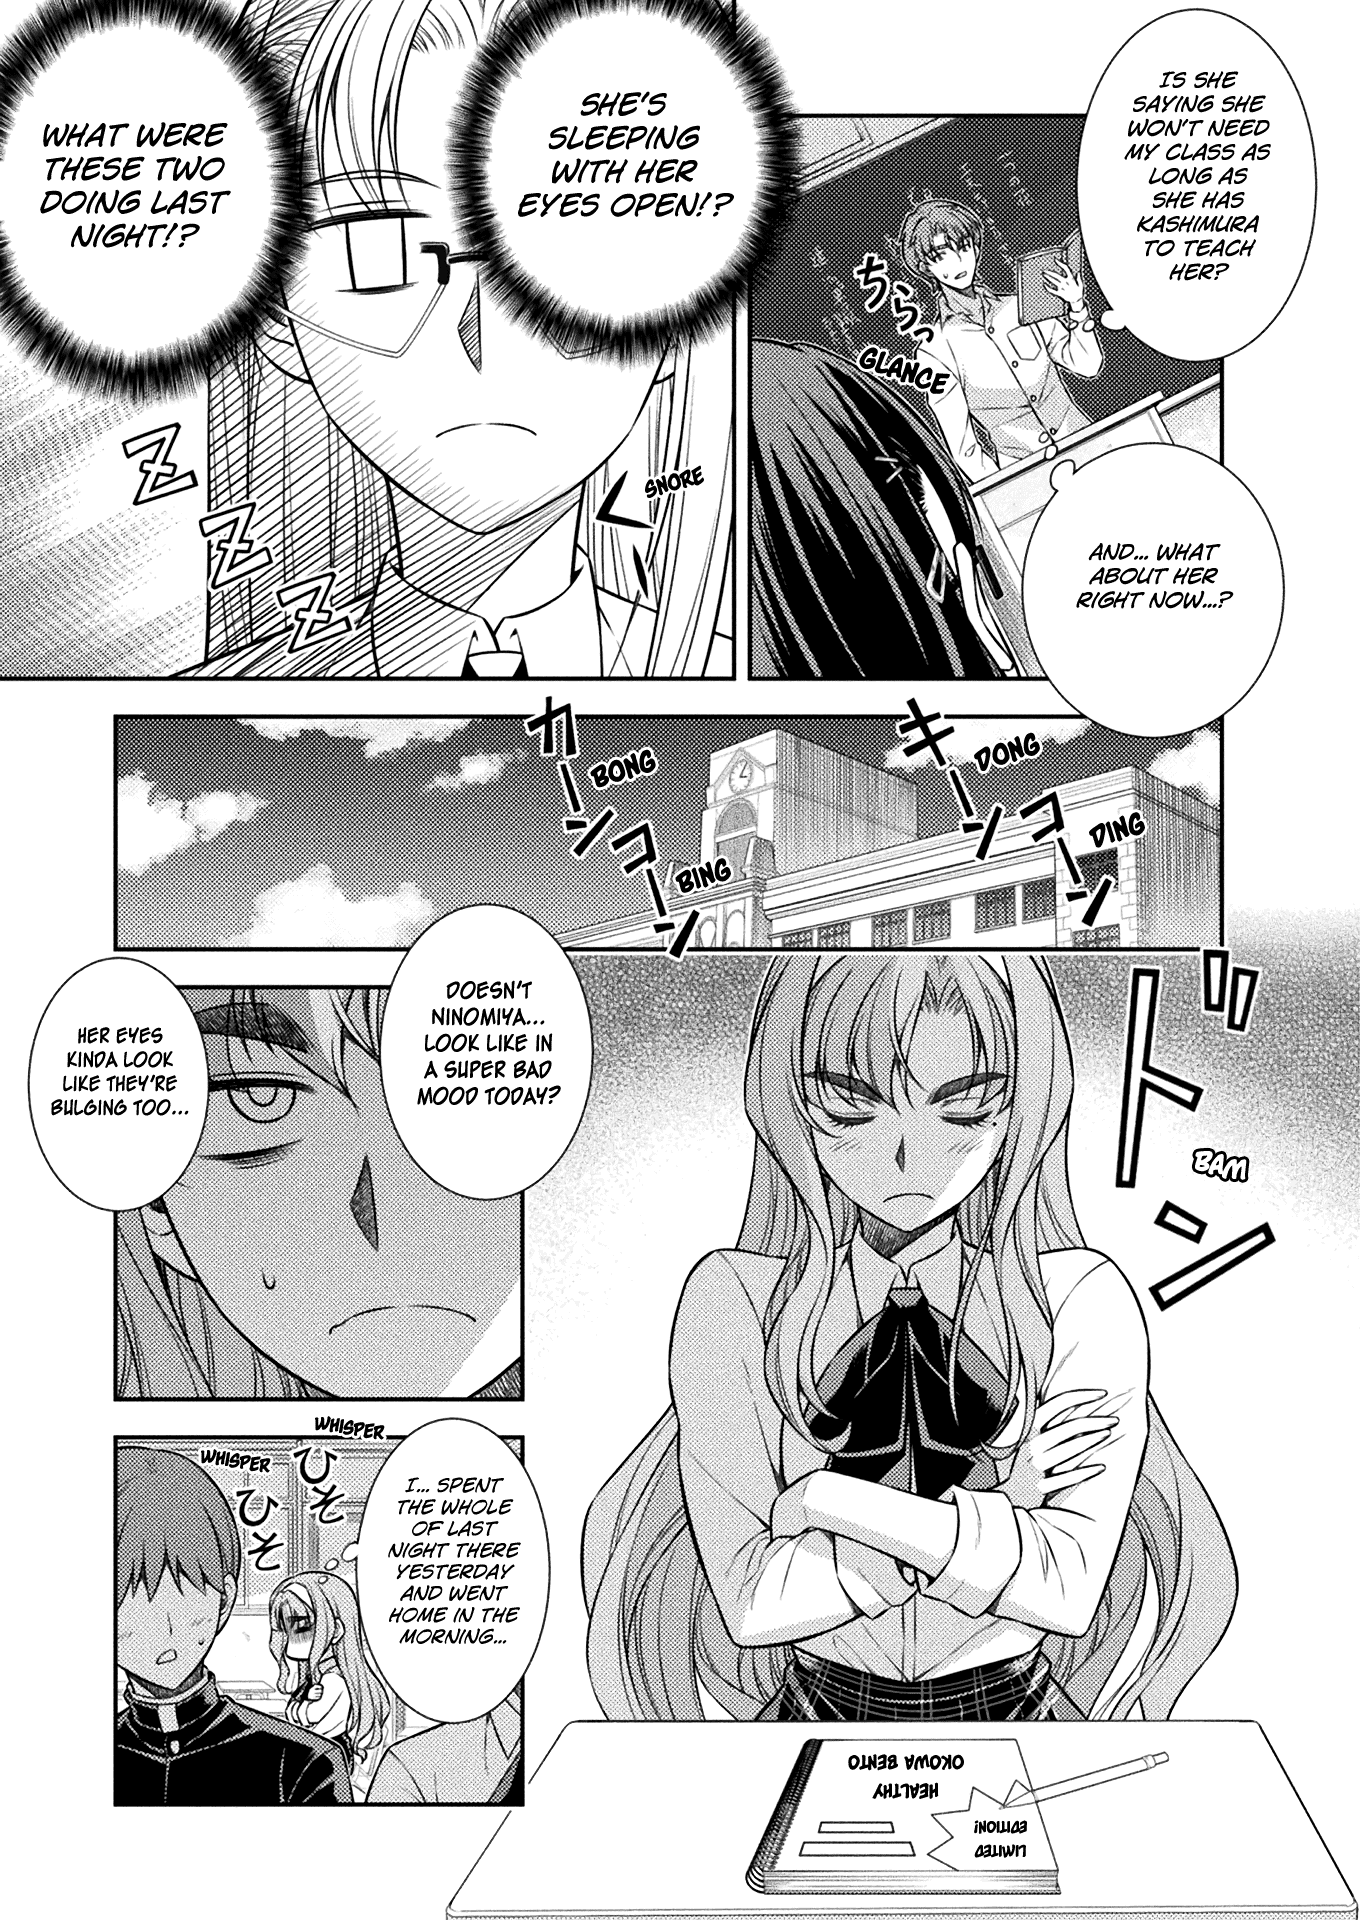 IS SHE
SAYING SHE
WON'T NEED
MY CLASS AS
LONG AS
SHE HAS
KASHIMURA
TO TEACH
HER?
ちらっ
GLANCE
AND... WHAT
ABOUT HER
RIGHT NOW...?
SHE'S
SLEEPING
WITH HER
EYES OPEN!?
WHAT WERE
THESE TWO
DOING LAST
NIGHT!?
く
SNORE
Z
Z
Z
Z
キーン
DONG
コーン
DING
カーン
BONG
コーン
BING
ドン
BAM
DOESN'T
NINOMIYA...
LOOK LIKE IN
A SUPER BAD
MOOD TODAY?
HER EYES
KINDA LOOK
LIKE THEY'RE
BULGING TOO...
WHISPER
ひそ
WHISPER
ひそ
I... SPENT
THE WHOLE
OF LAST
NIGHT THERE
YESTERDAY
AND WENT
HOME IN THE
MORNING...
LIMITED
EDITION!
HEALTHY
OKOWA BENTO